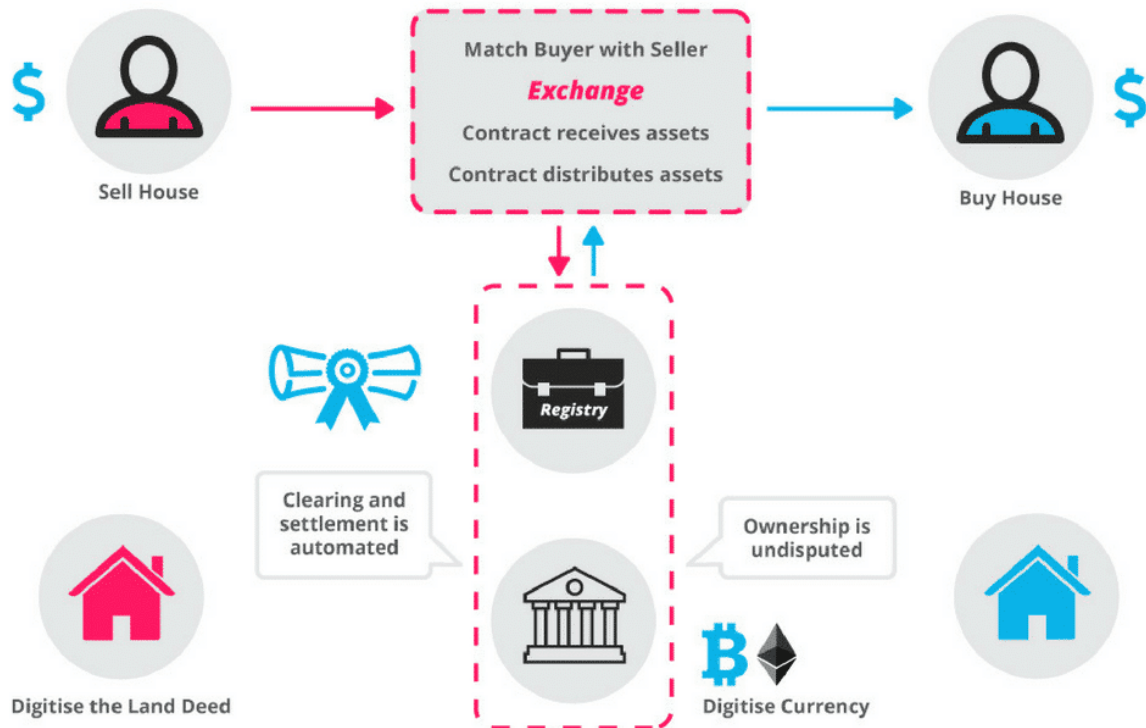 $
$
Match Buyer with Seller
Exchange
Contract receives assets
Contract distributes assets
Sell House
Buy House
Registry
Clearing and
settlement is
automated
Ownership is
undisputed
Digitise the Land Deed
Digitise Currency